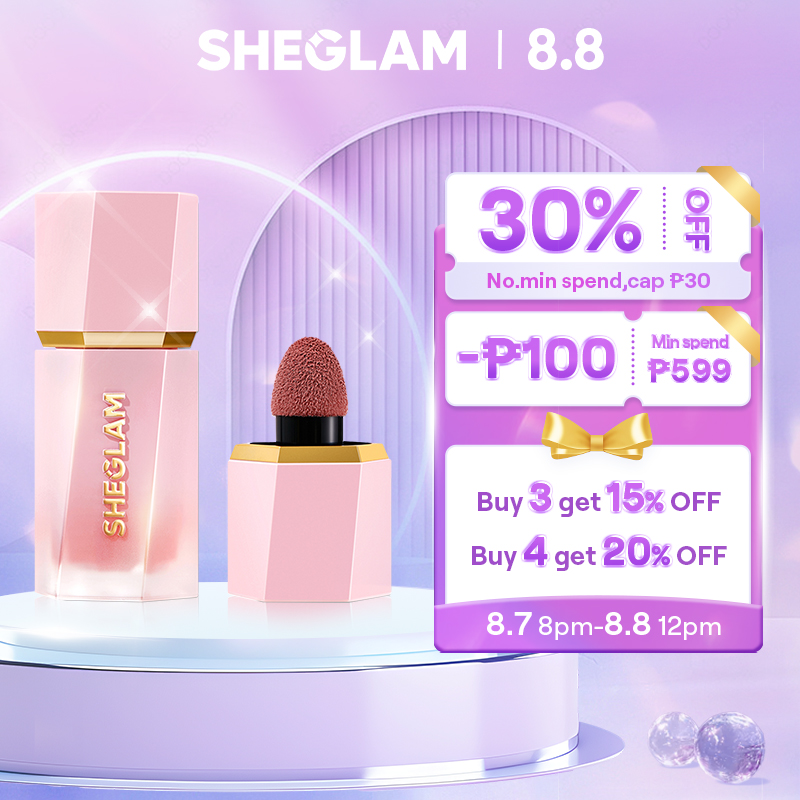 SHEGLAM | 8.8
SHEGLAM
30% OFF
No.min spend,cap ₱30
-₱100
Min spend
₱599
Buy 3 get 15% OFF
Buy 4 get 20% OFF
8.7 8pm-8.8 12pm